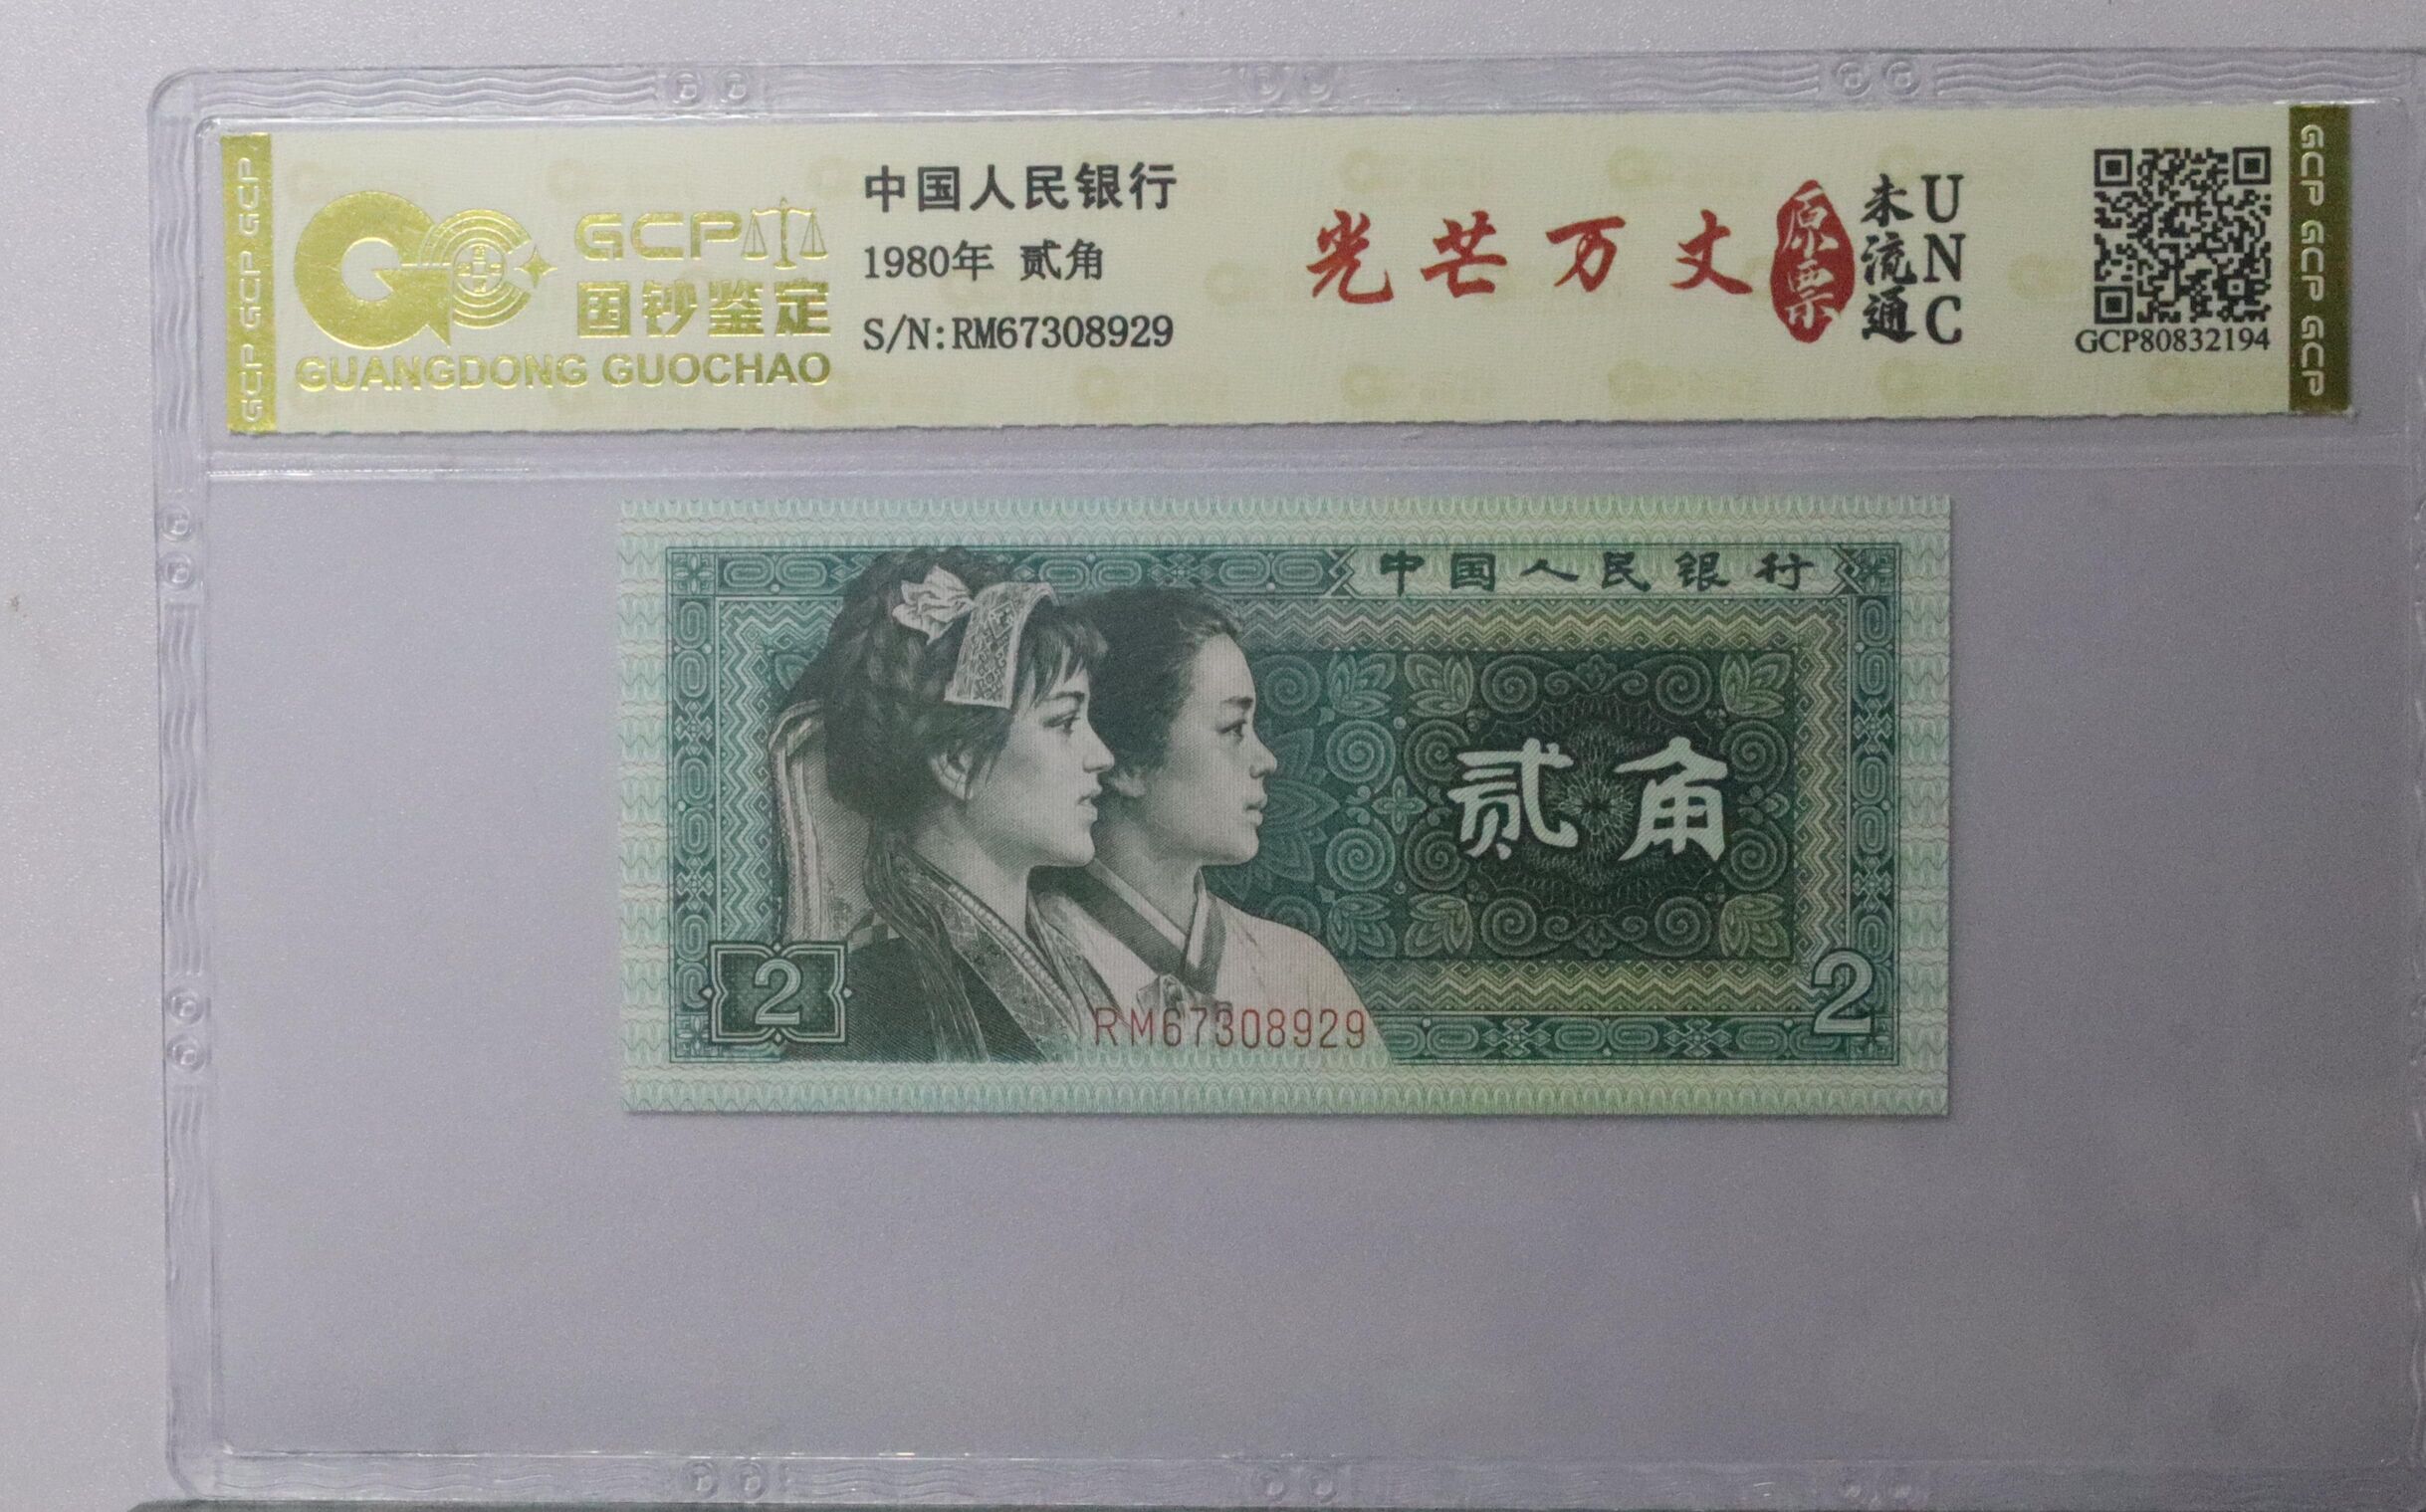 GCP GCP GCP
GCP
国钞鉴定
GUANGDONG GUOCHAO
中国人民银行
1980年 贰角
S/N:RM67308929
光芒万丈
原票
未流通
UNC
GCP80832194
GCP GCP GCP
中国人民银行
贰角
2
RM67308929
2